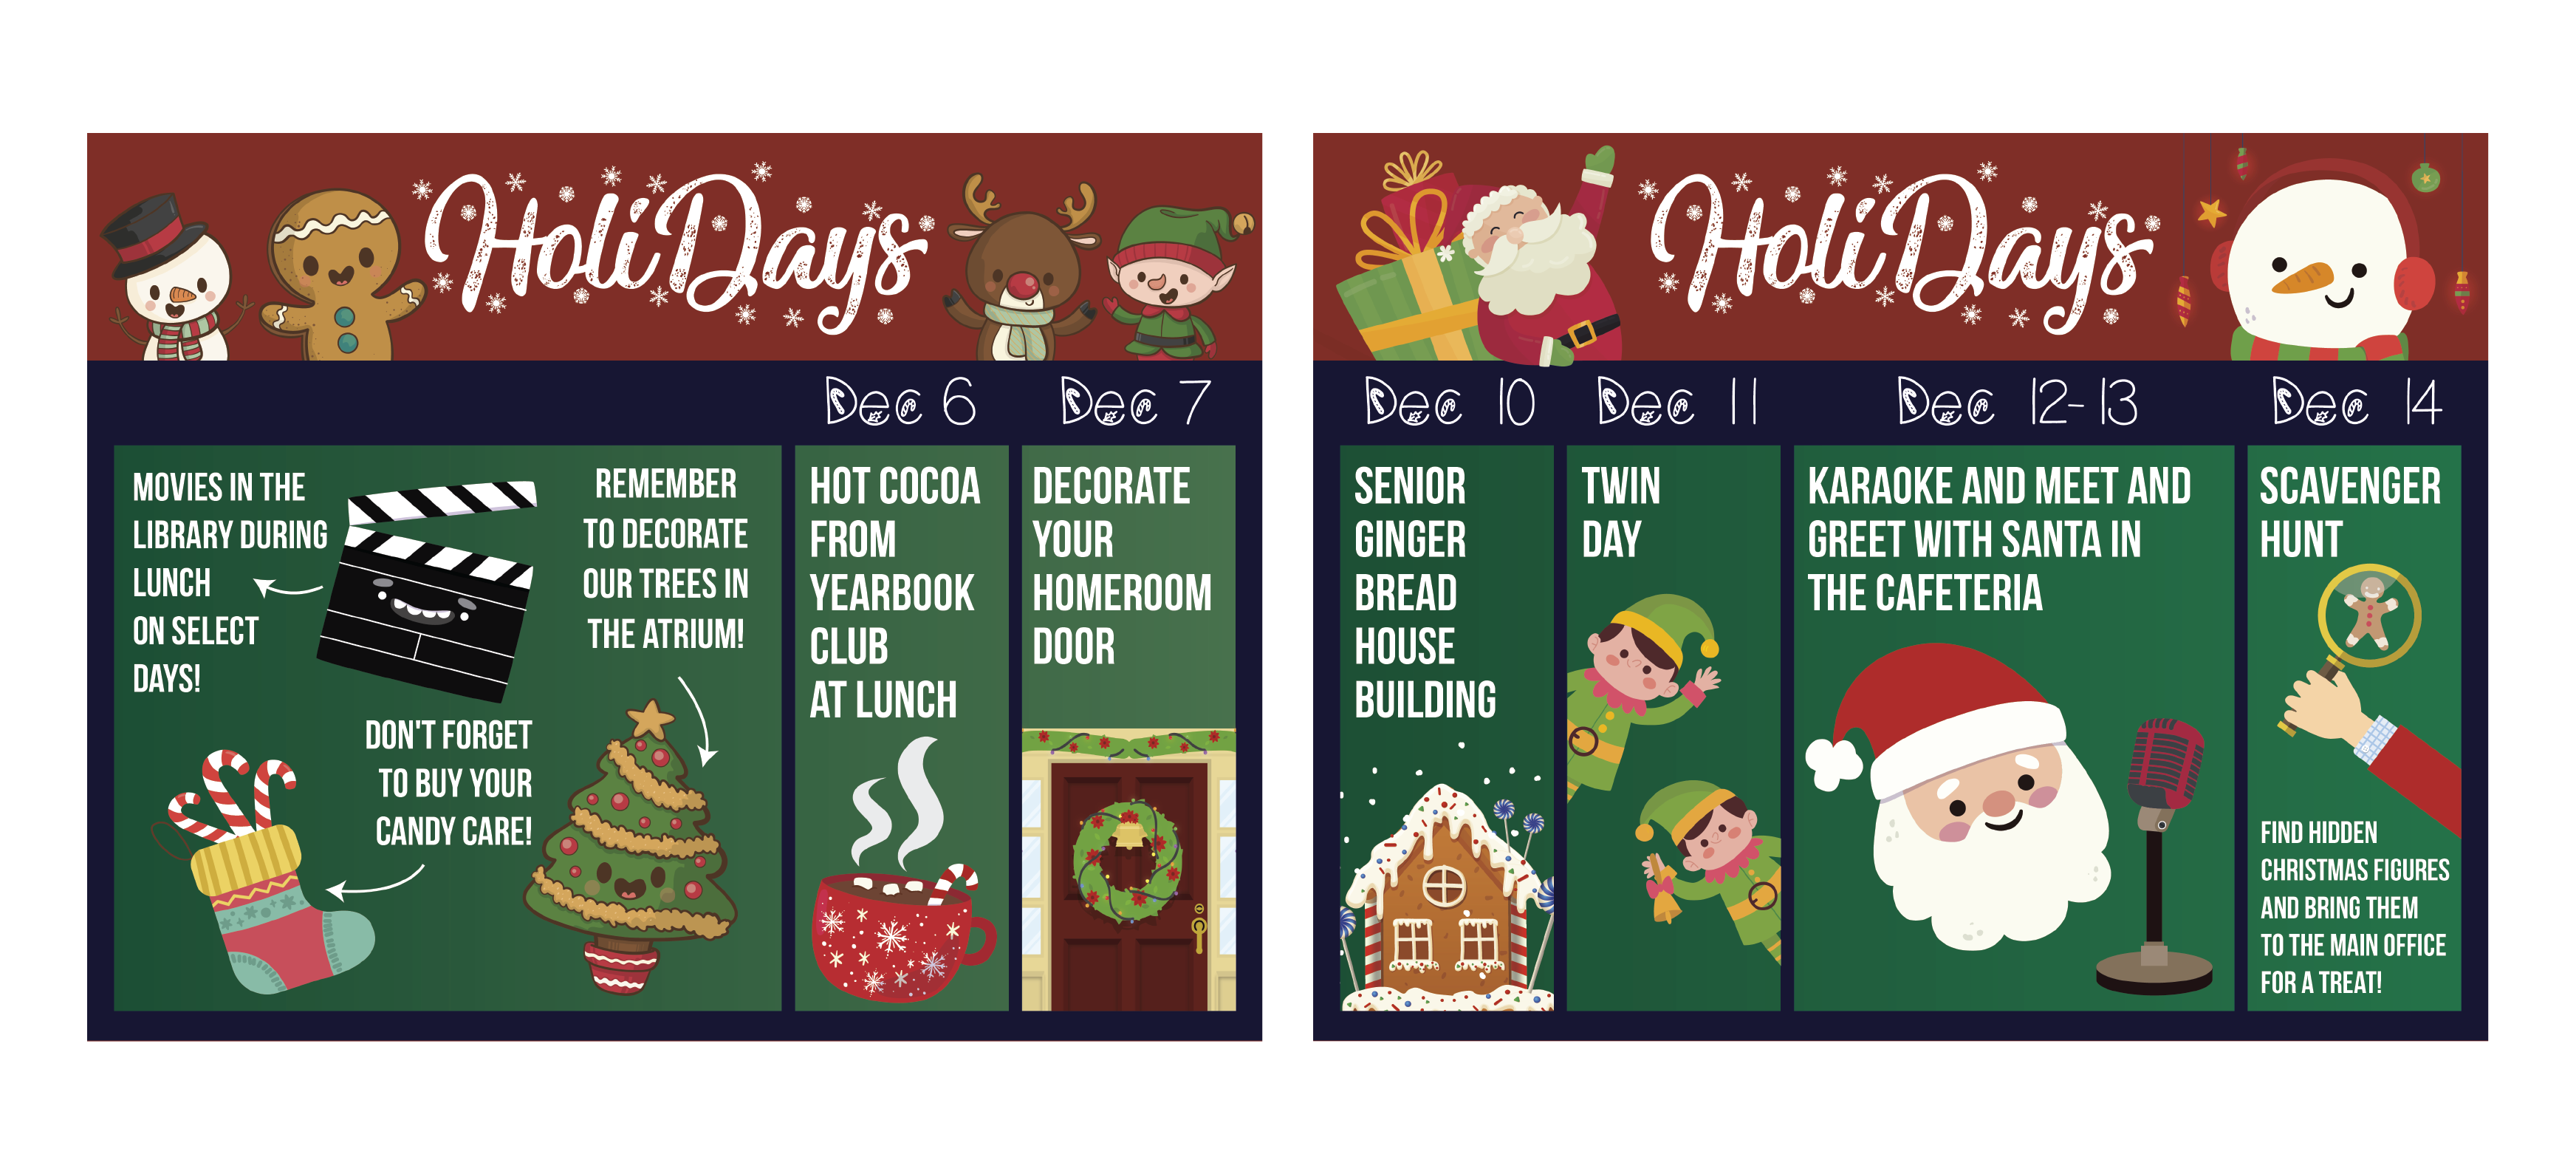 HoliDays
Dec 6
Dec 7
MOVIES IN THE
LIBRARY DURING
LUNCH
ON SELECT
DAYS!
REMEMBER
TO DECORATE
OUR TREES IN
THE ATRIUM!
DON'T FORGET
TO BUY YOUR
CANDY CARE!
HOT COCOA
FROM
YEARBOOK
CLUB
AT LUNCH
DECORATE
YOUR
HOMEROOM
DOOR
HoliDays
Dec 10
Dec 11
Dec 12-13
Dec 14
SENIOR
GINGER
BREAD
HOUSE
BUILDING
TWIN
DAY
KARAOKE AND MEET AND
GREET WITH SANTA IN
THE CAFETERIA
SCAVENGER
HUNT
FIND HIDDEN
CHRISTMAS FIGURES
AND BRING THEM
TO THE MAIN OFFICE
FOR A TREAT!